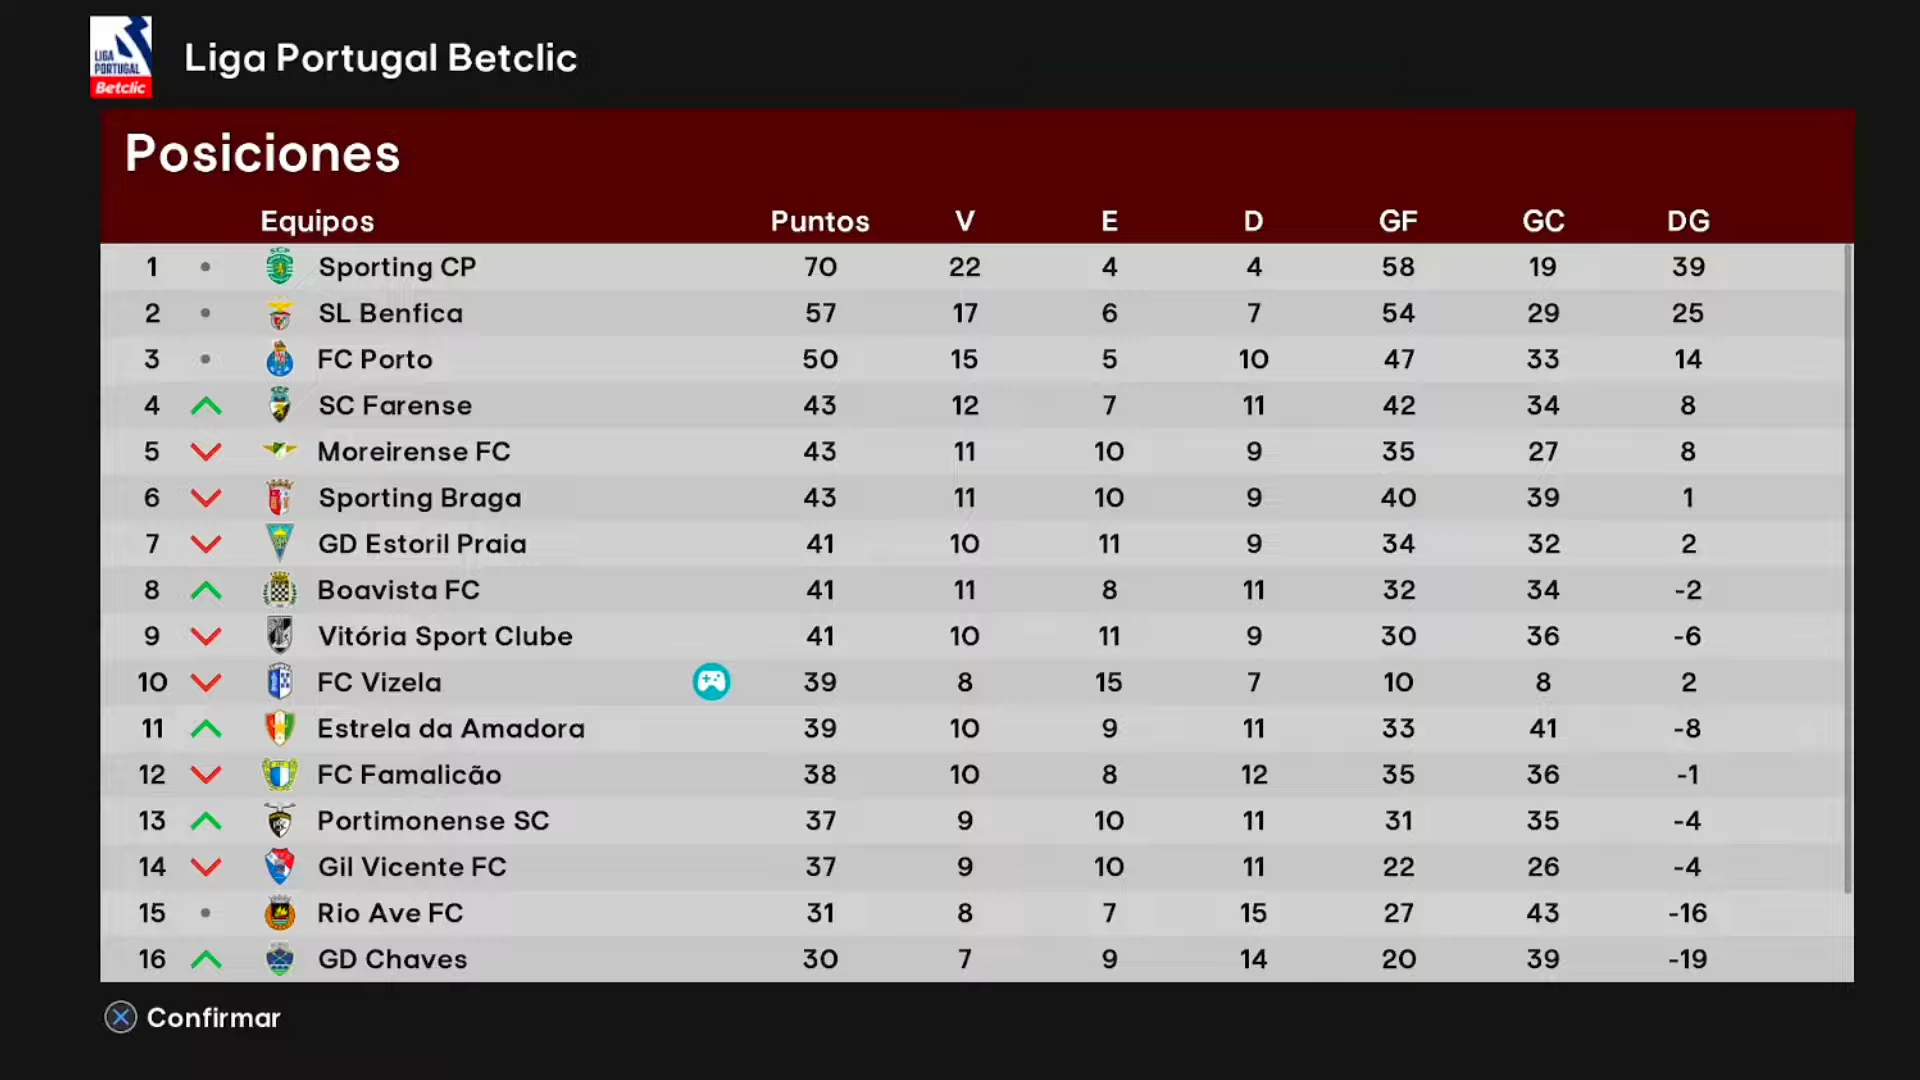 LIGA
PORTUGAL
Betclic
Liga Portugal Betclic
Posiciones
Equipos Puntos V E D GF GC DG
1 Sporting CP 70 22 4 4 58 19 39
2 SL Benfica 57 17 6 7 54 29 25
3 FC Porto 50 15 5 10 47 33 14
4 SC Farense 43 12 7 11 42 34 8
5 Moreirense FC 43 11 10 9 35 27 8
6 Sporting Braga 43 11 10 9 40 39 1
7 GD Estoril Praia 41 10 11 9 34 32 2
8 Boavista FC 41 11 8 11 32 34 -2
9 Vitória Sport Clube 41 10 11 9 30 36 -6
10 FC Vizela 39 8 15 7 10 8 2
11 Estrela da Amadora 39 10 9 11 33 41 -8
12 FC Famalicão 38 10 8 12 35 36 -1
13 Portimonense SC 37 9 10 11 31 35 -4
14 Gil Vicente FC 37 9 10 11 22 26 -4
15 Rio Ave FC 31 8 7 15 27 43 -16
16 GD Chaves 30 7 9 14 20 39 -19
Confirmar